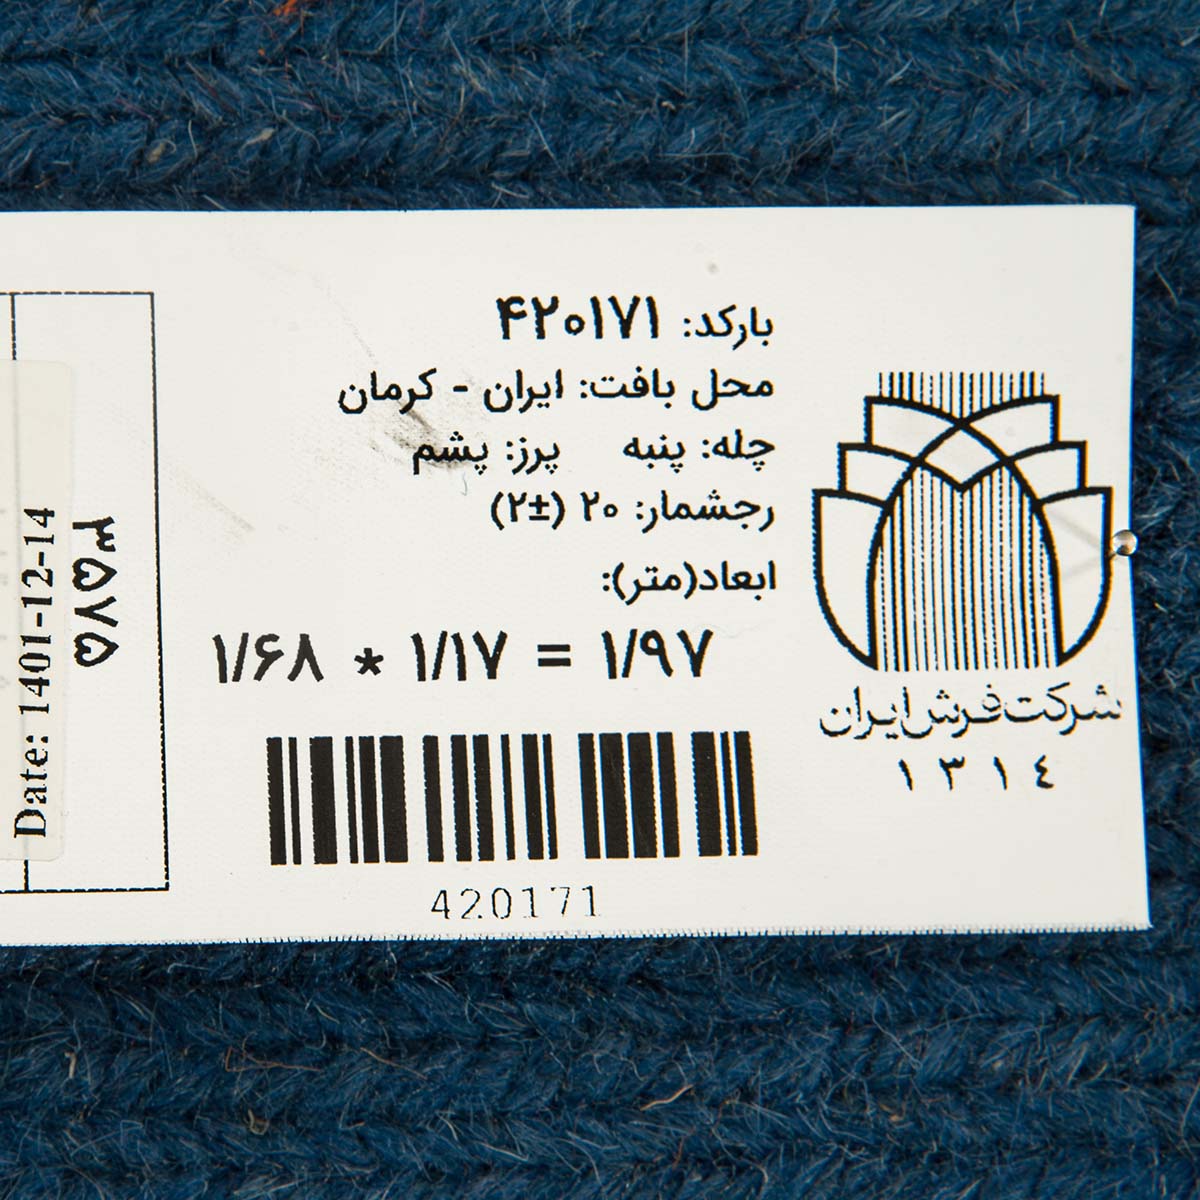 بارکد: ۴۲۰۱۷۱
محل بافت: ایران - کرمان
چله: پنبه پرز: پشم
رجشمار: ۲۰ (±۲)
ابعاد(متر):
۱/۶۸ * ۱/۱۷ = ۱/۹۷
420171
شرکت فرش ایران
١٣١٤
۳۵۷۵
Date: 1401-12-14